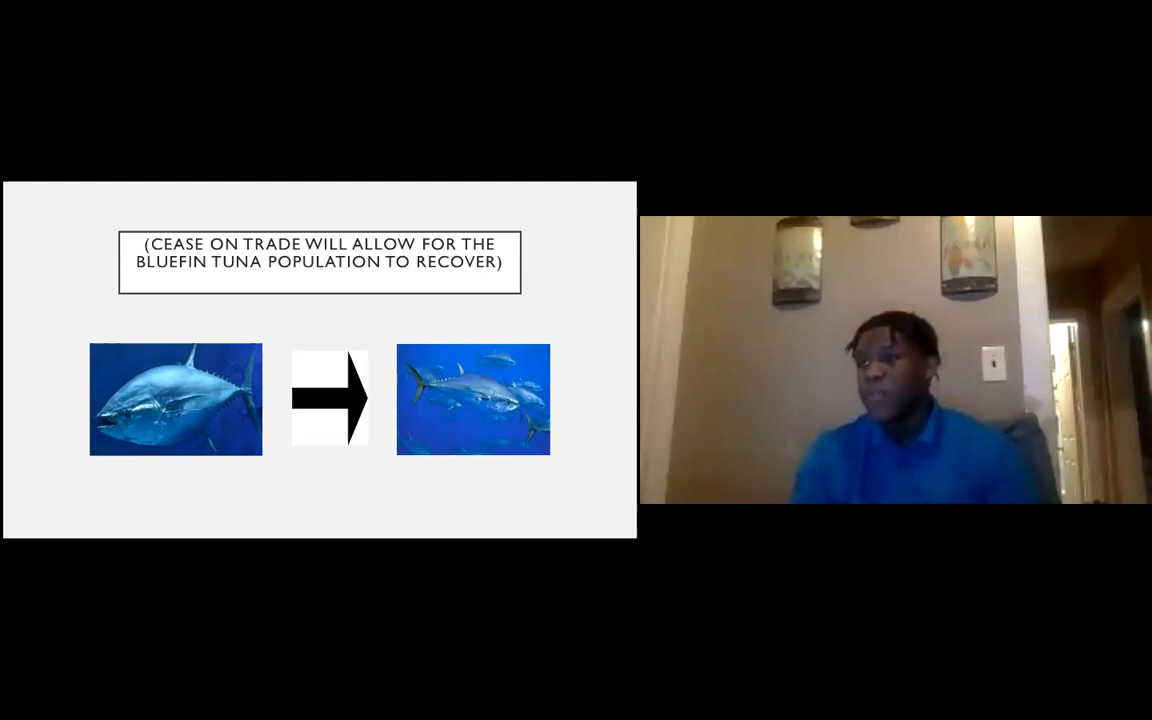 (CEASE ON TRADE WILL ALLOW FOR THE
BLUEFIN TUNA POPULATION TO RECOVER)